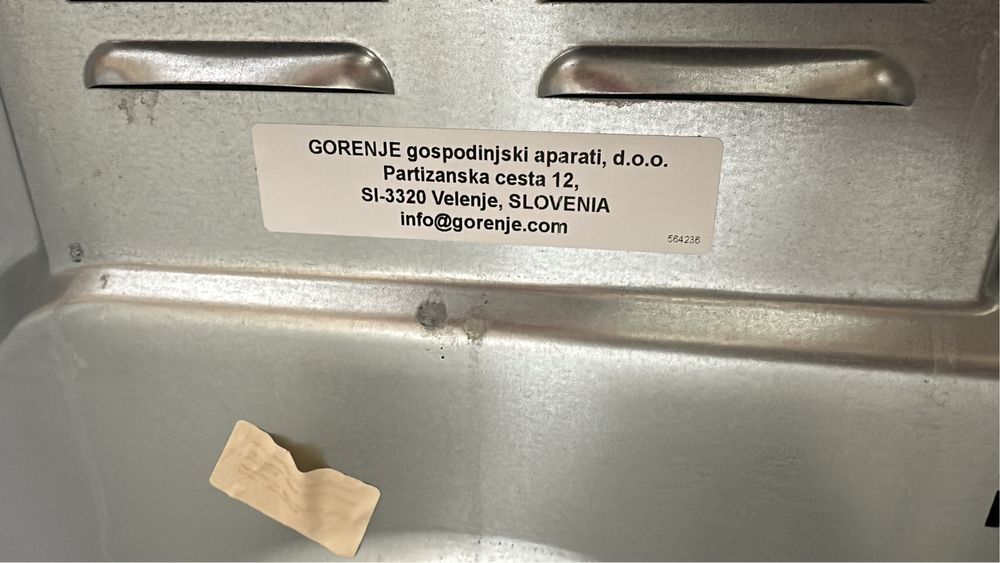 GORENJE gospodinjski aparati, d.o.o.
Partizanska cesta 12,
SI-3320 Velenje, SLOVENIA
info@gorenje.com
564236